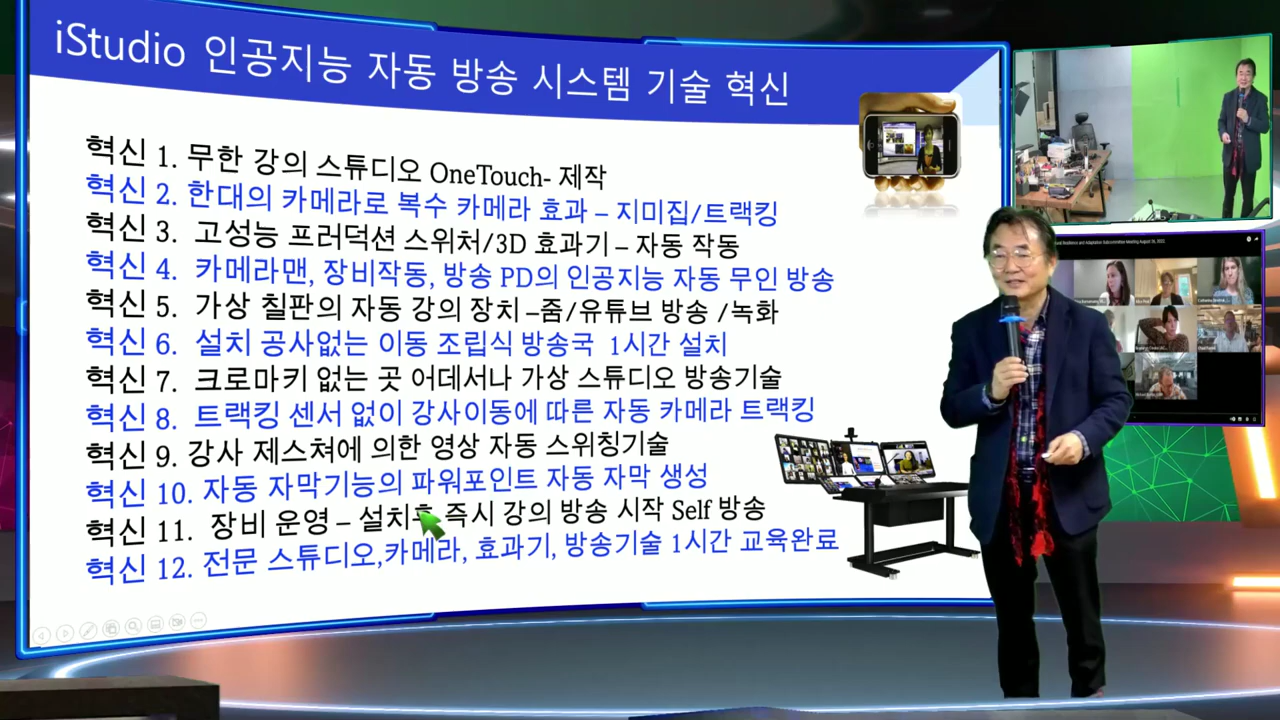 iStudio 인공지능 자동 방송 시스템 기술 혁신
혁신 1. 무한 강의 스튜디오 OneTouch- 제작
혁신 2. 한대의 카메라로 복수 카메라 효과 – 지미집/트랙킹
혁신 3. 고성능 프러덕션 스위처/3D 효과기 – 자동 작동
혁신 4. 카메라맨, 장비작동, 방송 PD의 인공지능 자동 무인 방송
혁신 5. 가상 칠판의 자동 강의 장치 –줌/유튜브 방송 /녹화
혁신 6. 설치 공사없는 이동 조립식 방송국 1시간 설치
혁신 7. 크로마키 없는 곳 어데서나 가상 스튜디오 방송기술
혁신 8. 트랙킹 센서 없이 강사이동에 따른 자동 카메라 트랙킹
혁신 9. 강사 제스쳐에 의한 영상 자동 스위칭기술
혁신 10. 자동 자막기능의 파워포인트 자동 자막 생성
혁신 11. 장비 운영 – 설치후 즉시 강의 방송 시작 Self 방송
혁신 12. 전문 스튜디오,카메라, 효과기, 방송기술 1시간 교육완료
Resilience and Adaptation Subcommittee Meeting August 26, 2022